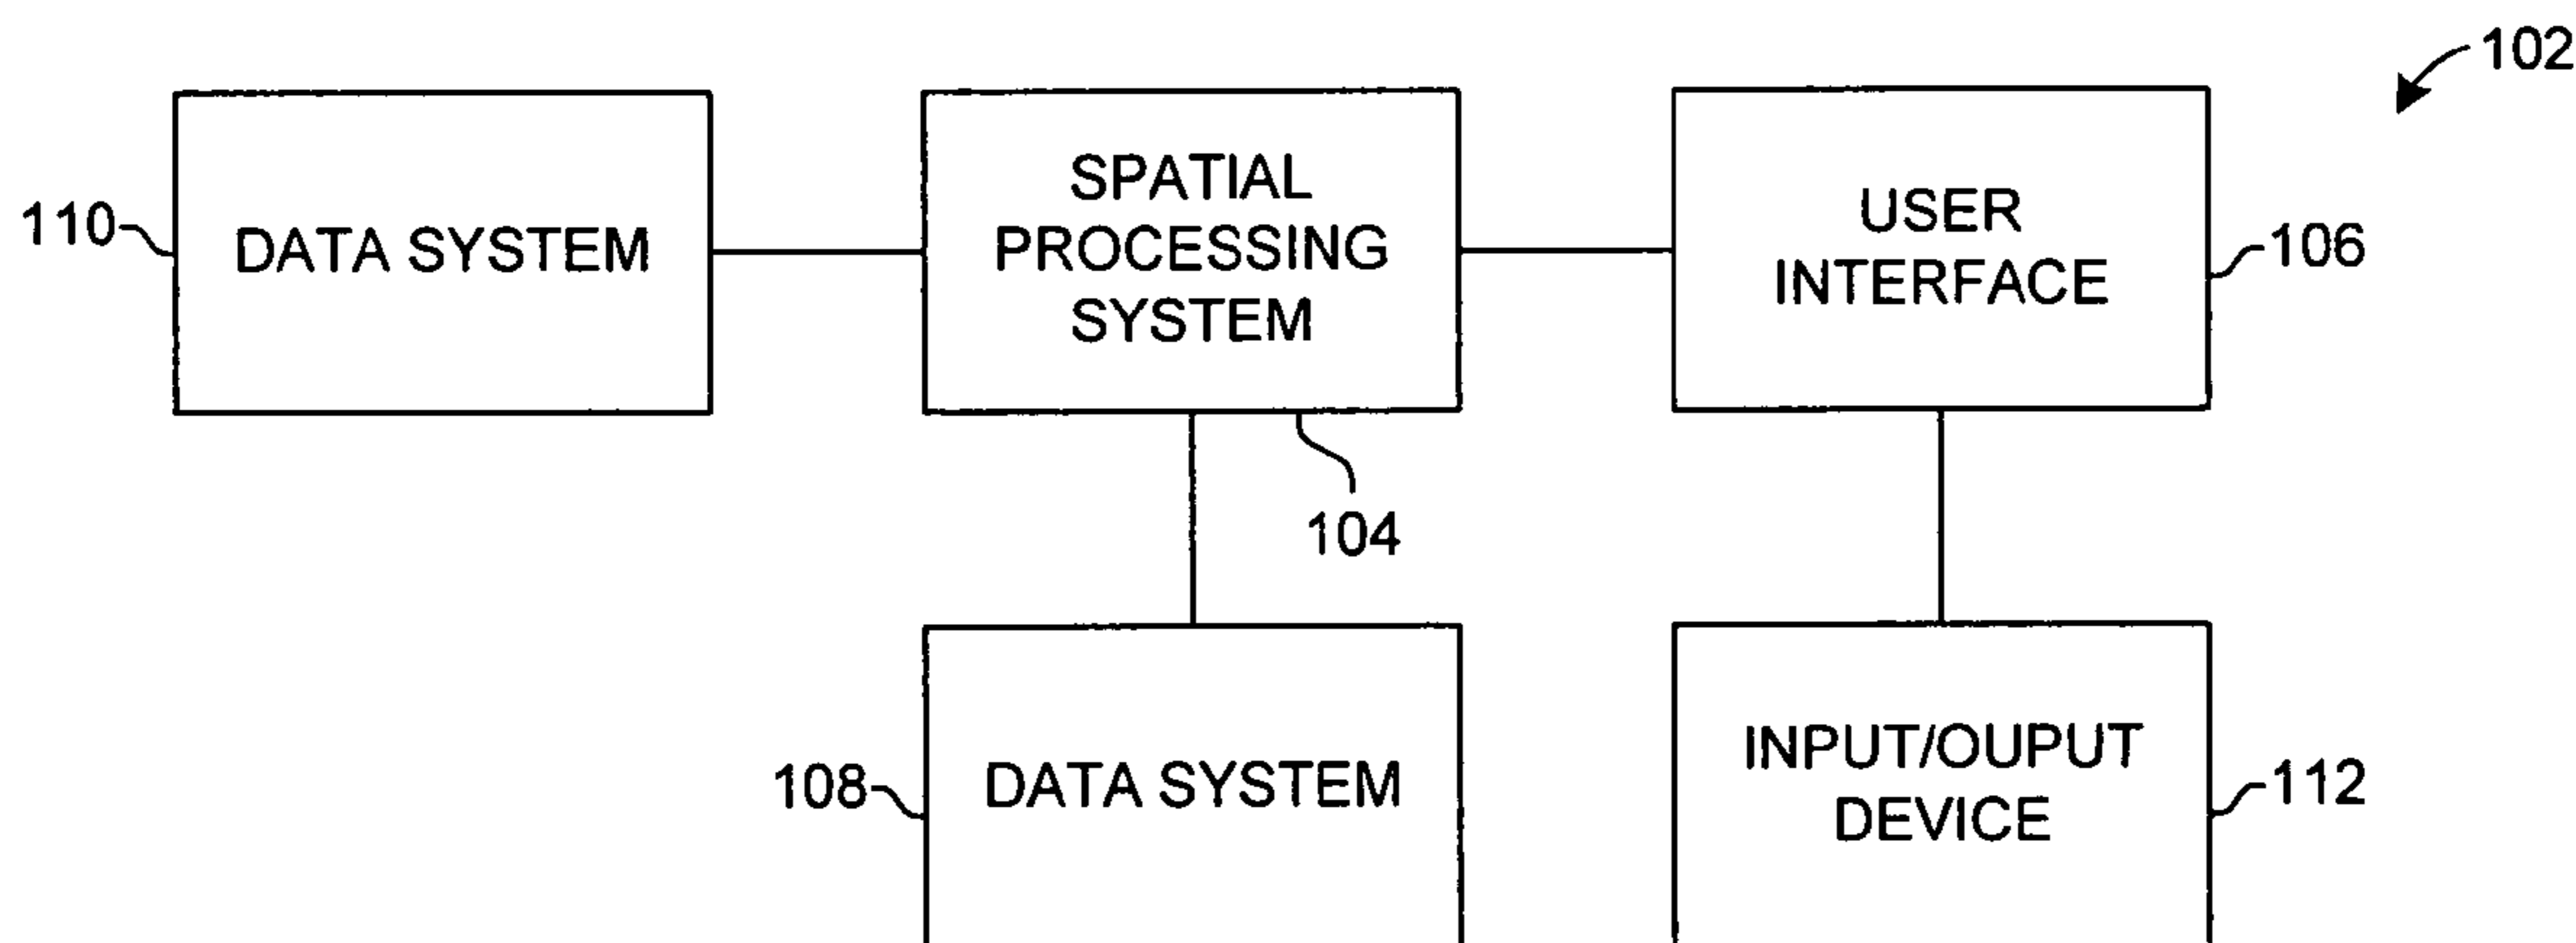 102
110
DATA SYSTEM
SPATIAL
PROCESSING
SYSTEM
104
USER
INTERFACE
106
108
DATA SYSTEM
INPUT/OUPUT
DEVICE
112